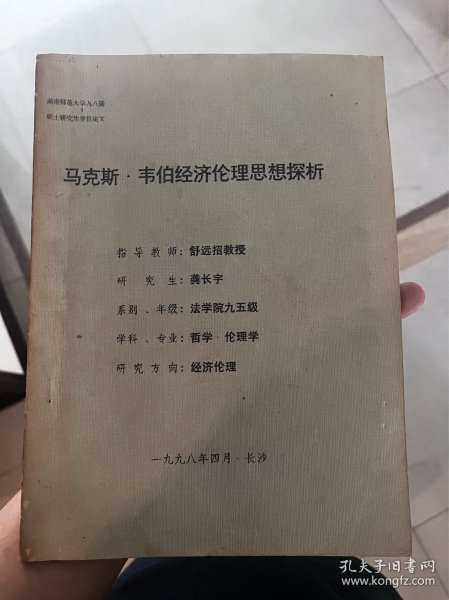 湖南师范大学九八届
硕士研究生学位论文
马克斯·韦伯经济伦理思想探析
指导教师：舒远招教授
研究生：龚长宇
系别、年级：法学院九五级
学科、专业：哲学·伦理学
研究方向：经济伦理
一九九八年四月·长沙
孔夫子旧书网
www.kongfz.com